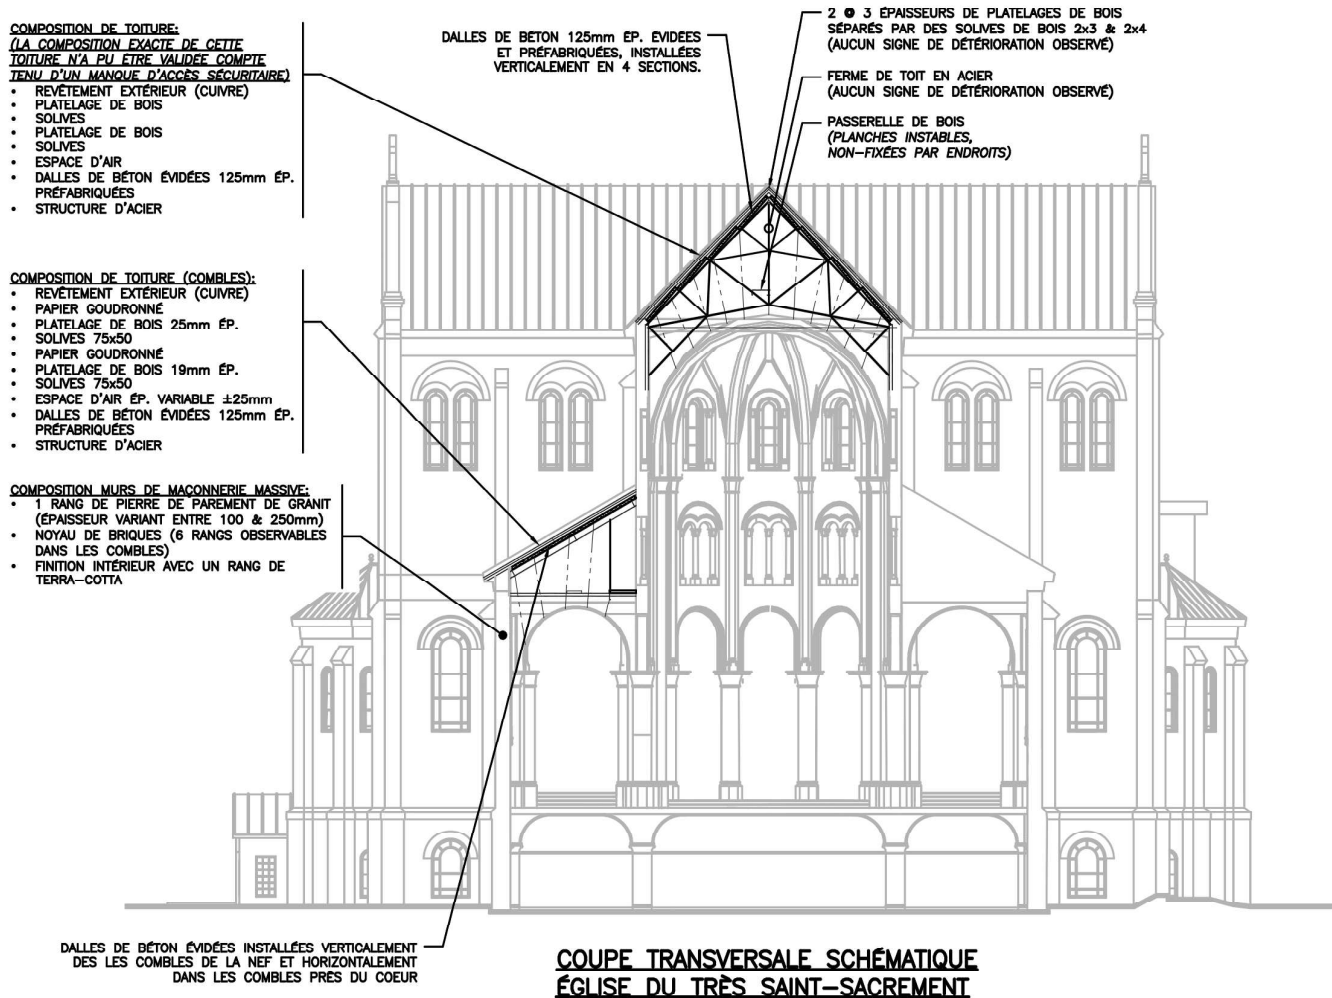 COMPOSITION DE TOITURE:
(LA COMPOSITION EXACTE DE CETTE
TOITURE N'A PU ÊTRE VALIDÉE COMPTE
TENU D'UN MANQUE D'ACCÈS SÉCURITAIRE)
• REVÊTEMENT EXTÉRIEUR (CUIVRE)
• PLATELAGE DE BOIS
• SOLIVES
• PLATELAGE DE BOIS
• SOLIVES
• ESPACE D'AIR
• DALLES DE BÉTON ÉVIDÉES 125mm ÉP.
PRÉFABRIQUÉES
• STRUCTURE D'ACIER
DALLES DE BÉTON 125mm EP. EVIDEES
ET PRÉFABRIQUÉES, INSTALLÉES
VERTICALEMENT EN 4 SECTIONS.
2 @ 3 ÉPAISSEURS DE PLATELAGES DE BOIS
SÉPARÉS PAR DES SOLIVES DE BOIS 2x3 & 2x4
(AUCUN SIGNE DE DÉTÉRIORATION OBSERVÉ)
FERME DE TOIT EN ACIER
(AUCUN SIGNE DE DÉTÉRIORATION OBSERVÉ)
PASSERELLE DE BOIS
(PLANCHES INSTABLES,
NON-FIXÉES PAR ENDROITS)
COMPOSITION DE TOITURE (COMBLES):
• REVÊTEMENT EXTÉRIEUR (CUIVRE)
• PAPIER GOUDRONNÉ
• PLATELAGE DE BOIS 25mm ÉP.
• SOLIVES 75x50
• PAPIER GOUDRONNÉ
• PLATELAGE DE BOIS 19mm ÉP.
• SOLIVES 75x50
• ESPACE D'AIR ÉP. VARIABLE ±25mm
• DALLES DE BÉTON ÉVIDÉES 125mm ÉP.
PRÉFABRIQUÉES
• STRUCTURE D'ACIER
COMPOSITION MURS DE MAÇONNERIE MASSIVE:
• 1 RANG DE PIERRE DE PAREMENT DE GRANIT
(ÉPAISSEUR VARIANT ENTRE 100 & 250mm)
• NOYAU DE BRIQUES (6 RANGS OBSERVABLES
DANS LES COMBLES)
• FINITION INTÉRIEUR AVEC UN RANG DE
TERRA-COTTA
DALLES DE BÉTON ÉVIDÉES INSTALLÉES VERTICALEMENT
DES LES COMBLES DE LA NEF ET HORIZONTALEMENT
DANS LES COMBLES PRÈS DU COEUR
COUPE TRANSVERSALE SCHÉMATIQUE
ÉGLISE DU TRÈS SAINT-SACREMENT